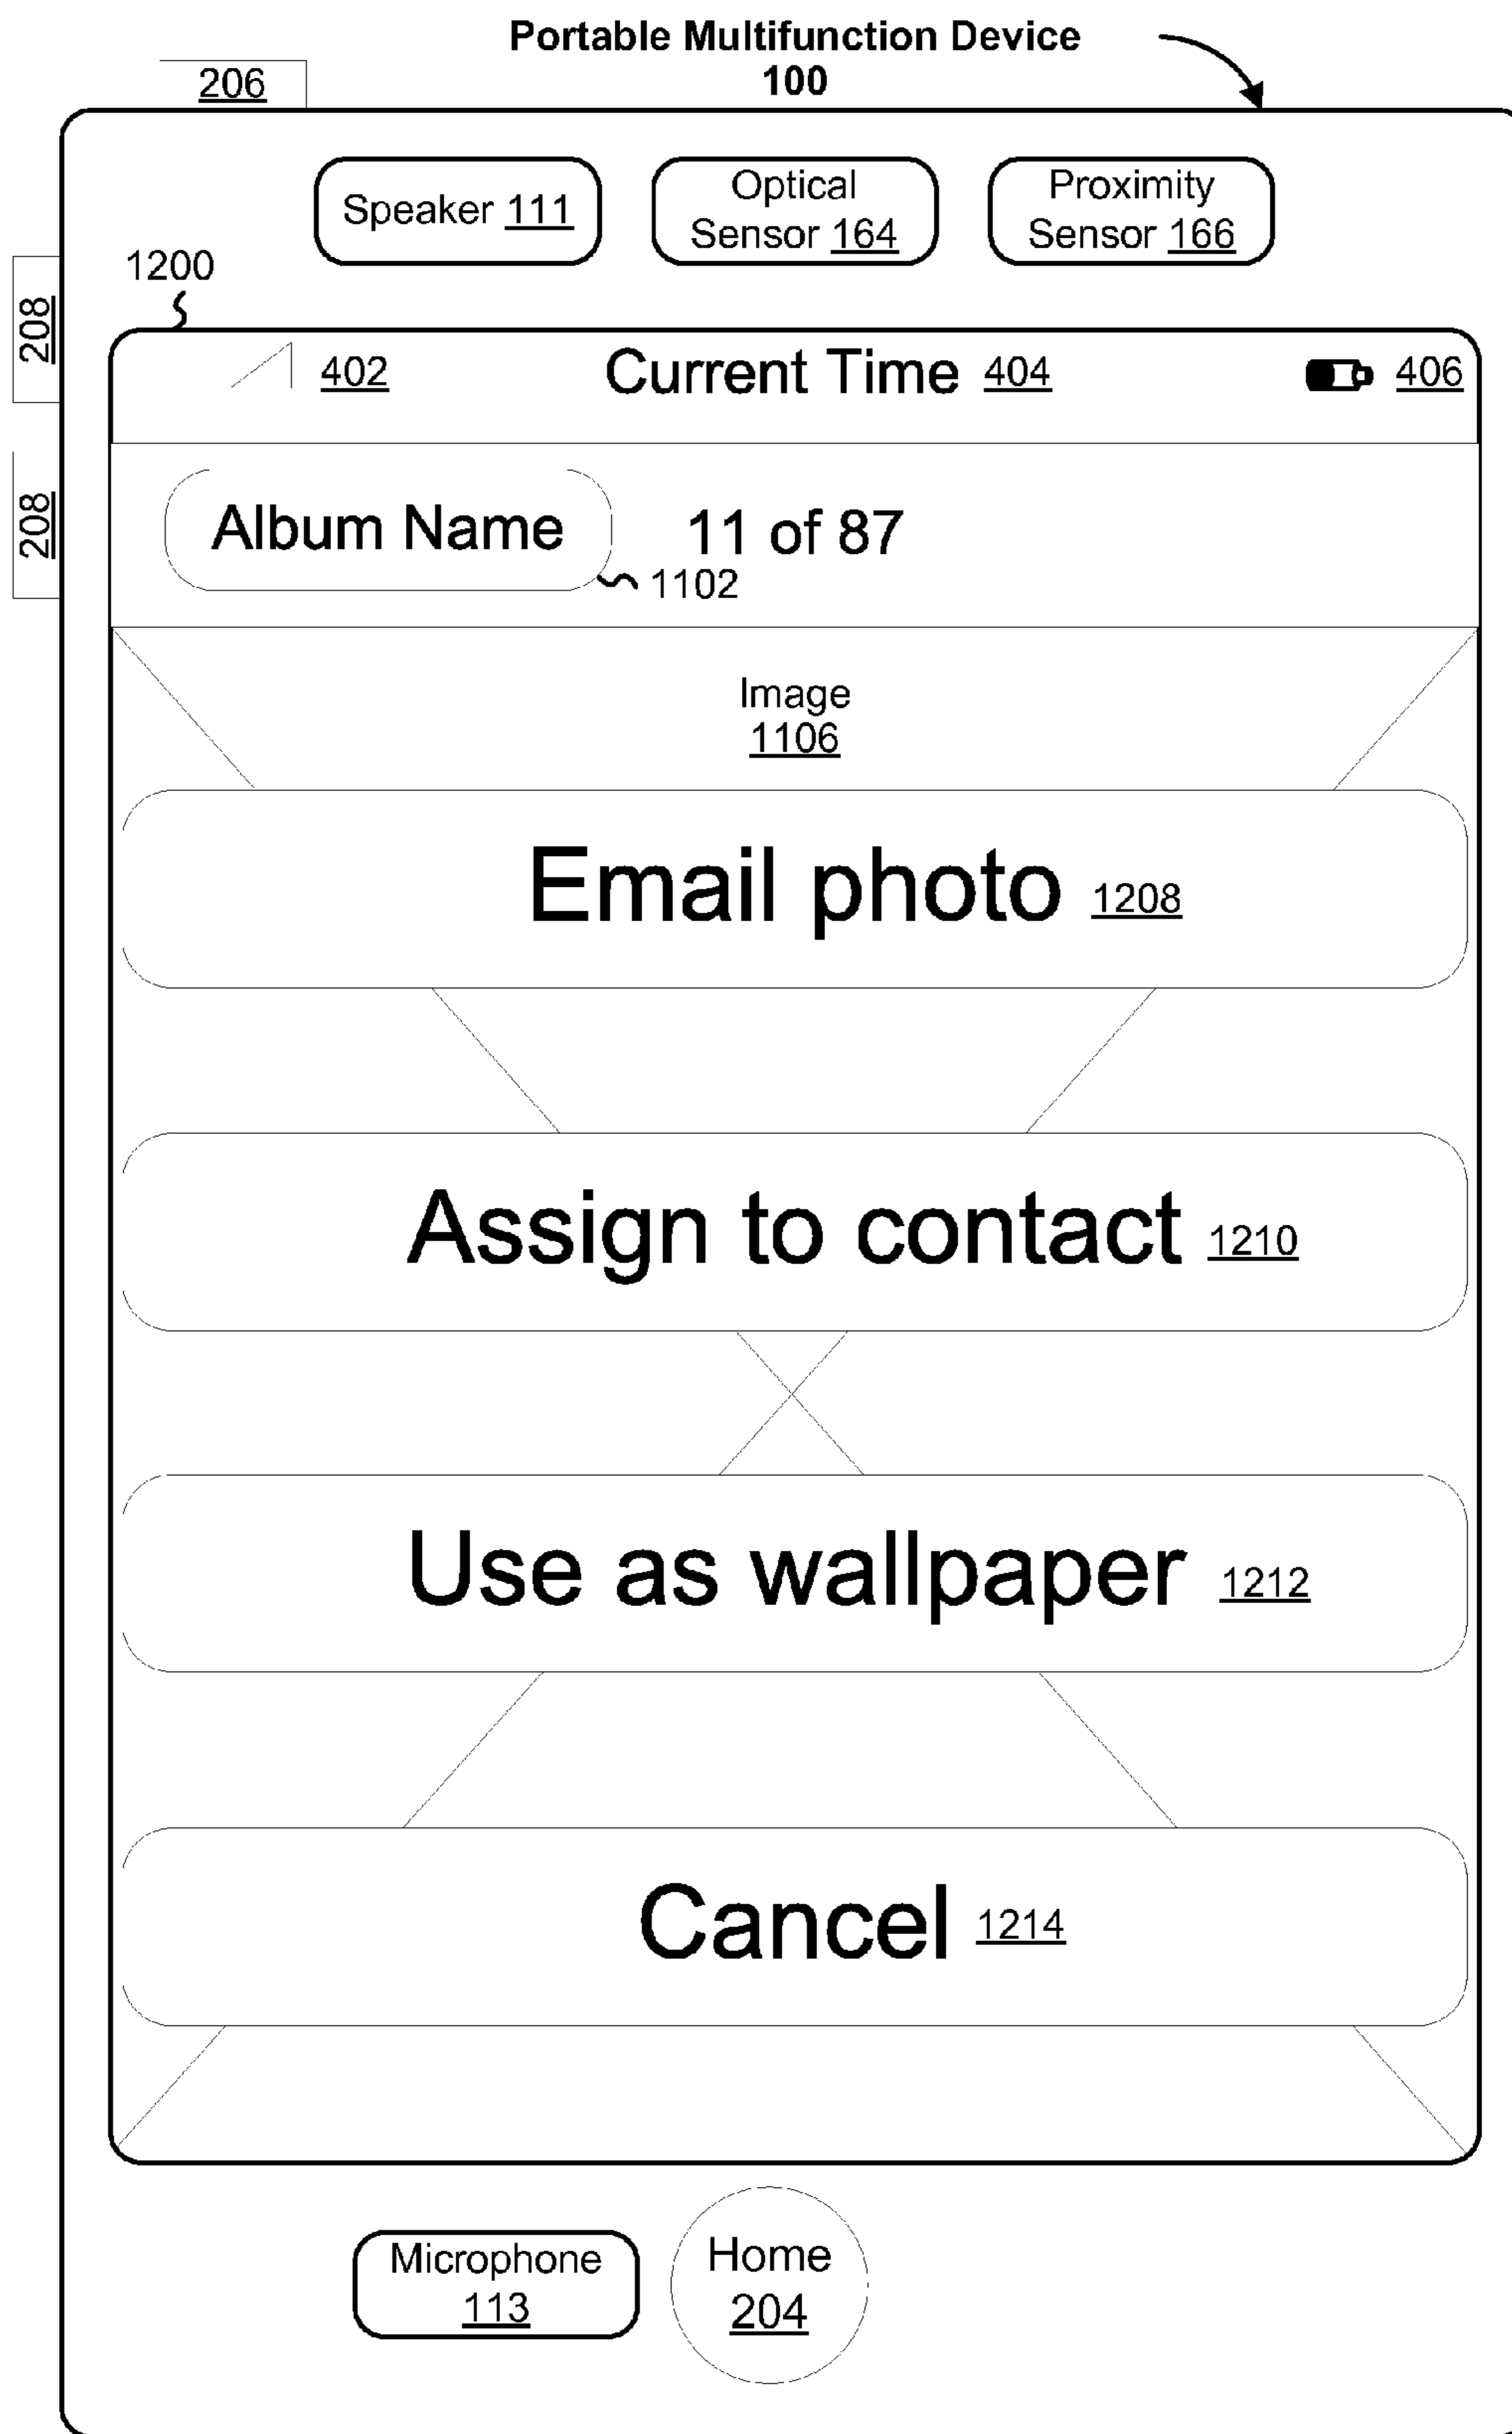 Portable Multifunction Device
100
206
Speaker 111
Optical
Sensor 164
Proximity
Sensor 166
208
1200
402
Current Time 404
406
208
Album Name
11 of 87
1102
Image
1106
Email photo 1208
Assign to contact 1210
Use as wallpaper 1212
Cancel 1214
Microphone
113
Home
204